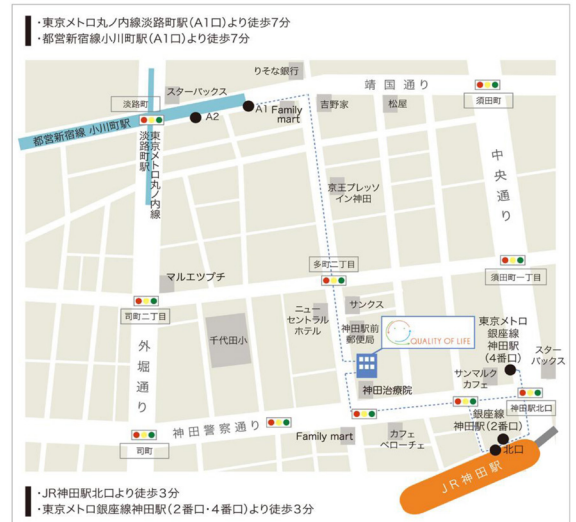 ・東京メトロ丸ノ内線淡路町駅（A1口）より徒歩7分
・都営新宿線小川町駅（A1口）より徒歩7分
りそな銀行
靖国通り
スターバックス
淡路町
A1
Family mart
吉野家
松屋
須田町
A2
都営新宿線 小川町駅
東京メトロ丸ノ内線
淡路町駅
中央通り
京王プレッソ
イン神田
多町二丁目
須田町一丁目
マルエツプチ
司町二丁目
ニュー
セントラル
ホテル
サンクス
神田駅前
郵便局
QUALITY OF LIFE
東京メトロ
銀座線
神田駅
（4番口）
千代田小
外堀通り
スター
バックス
サンマルク
カフェ
神田治療院
神田駅北口
銀座線
神田駅（2番口）
神田警察通り
司町
Family mart
カフェ
ベローチェ
北口
JR神田駅
・JR神田駅北口より徒歩3分
・東京メトロ銀座線神田駅（2番口・4番口）より徒歩3分